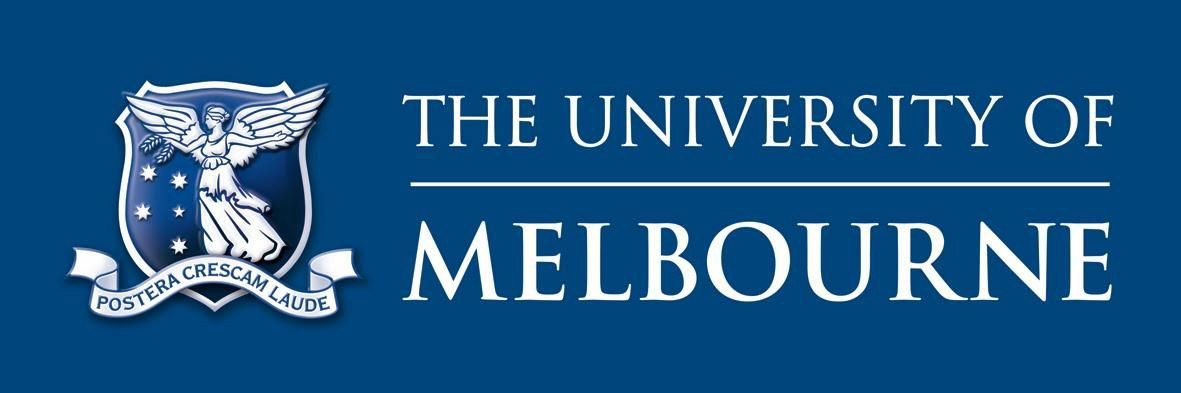 POSTERA CRESCAM LAUDE
THE UNIVERSITY OF
MELBOURNE